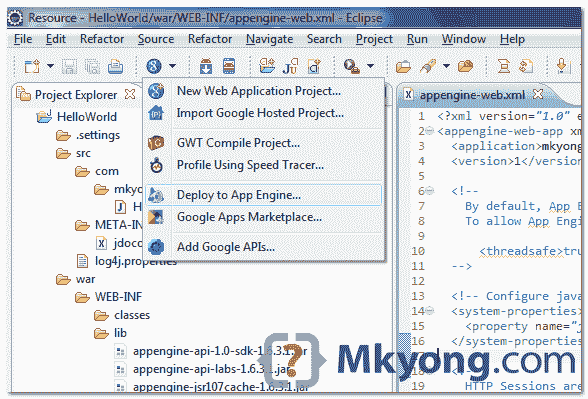 Resource - HelloWorld/war/WEB-INF/appengine-web.xml - Eclipse
File Edit Refactor Source Refactor Navigate Search Project Run Window Help
Project Explorer
appengine-web.xml
HelloWorld
.settings
src
com
META-IN
log4j.properties
war
WEB-INF
classes
lib
appengine-api-1.0-sdk-1.6.3.1.jar
appengine-api-labs-1.6.3.1.jar
appengine-jsr107cache-1.6.3.1.jar
New Web Application Project...
Import Google Hosted Project...
GWT Compile Project...
Profile Using Speed Tracer...
Deploy to App Engine...
Google Apps Marketplace...
Add Google APIs...
1 <?xml version="1.0" e
2 <appengine-web-app xm
3 <application>mkyong
4 <version>1</version
5
6 <!--
7 By default, App E
8 To allow App Engi
9
10 <threadsafe>tru
11 -->
12
13 <!-- Configure java
14 <system-properties>
15 <property name="j
16 </system-properties
17
18 HTTP Sessions are
Mkyong.com